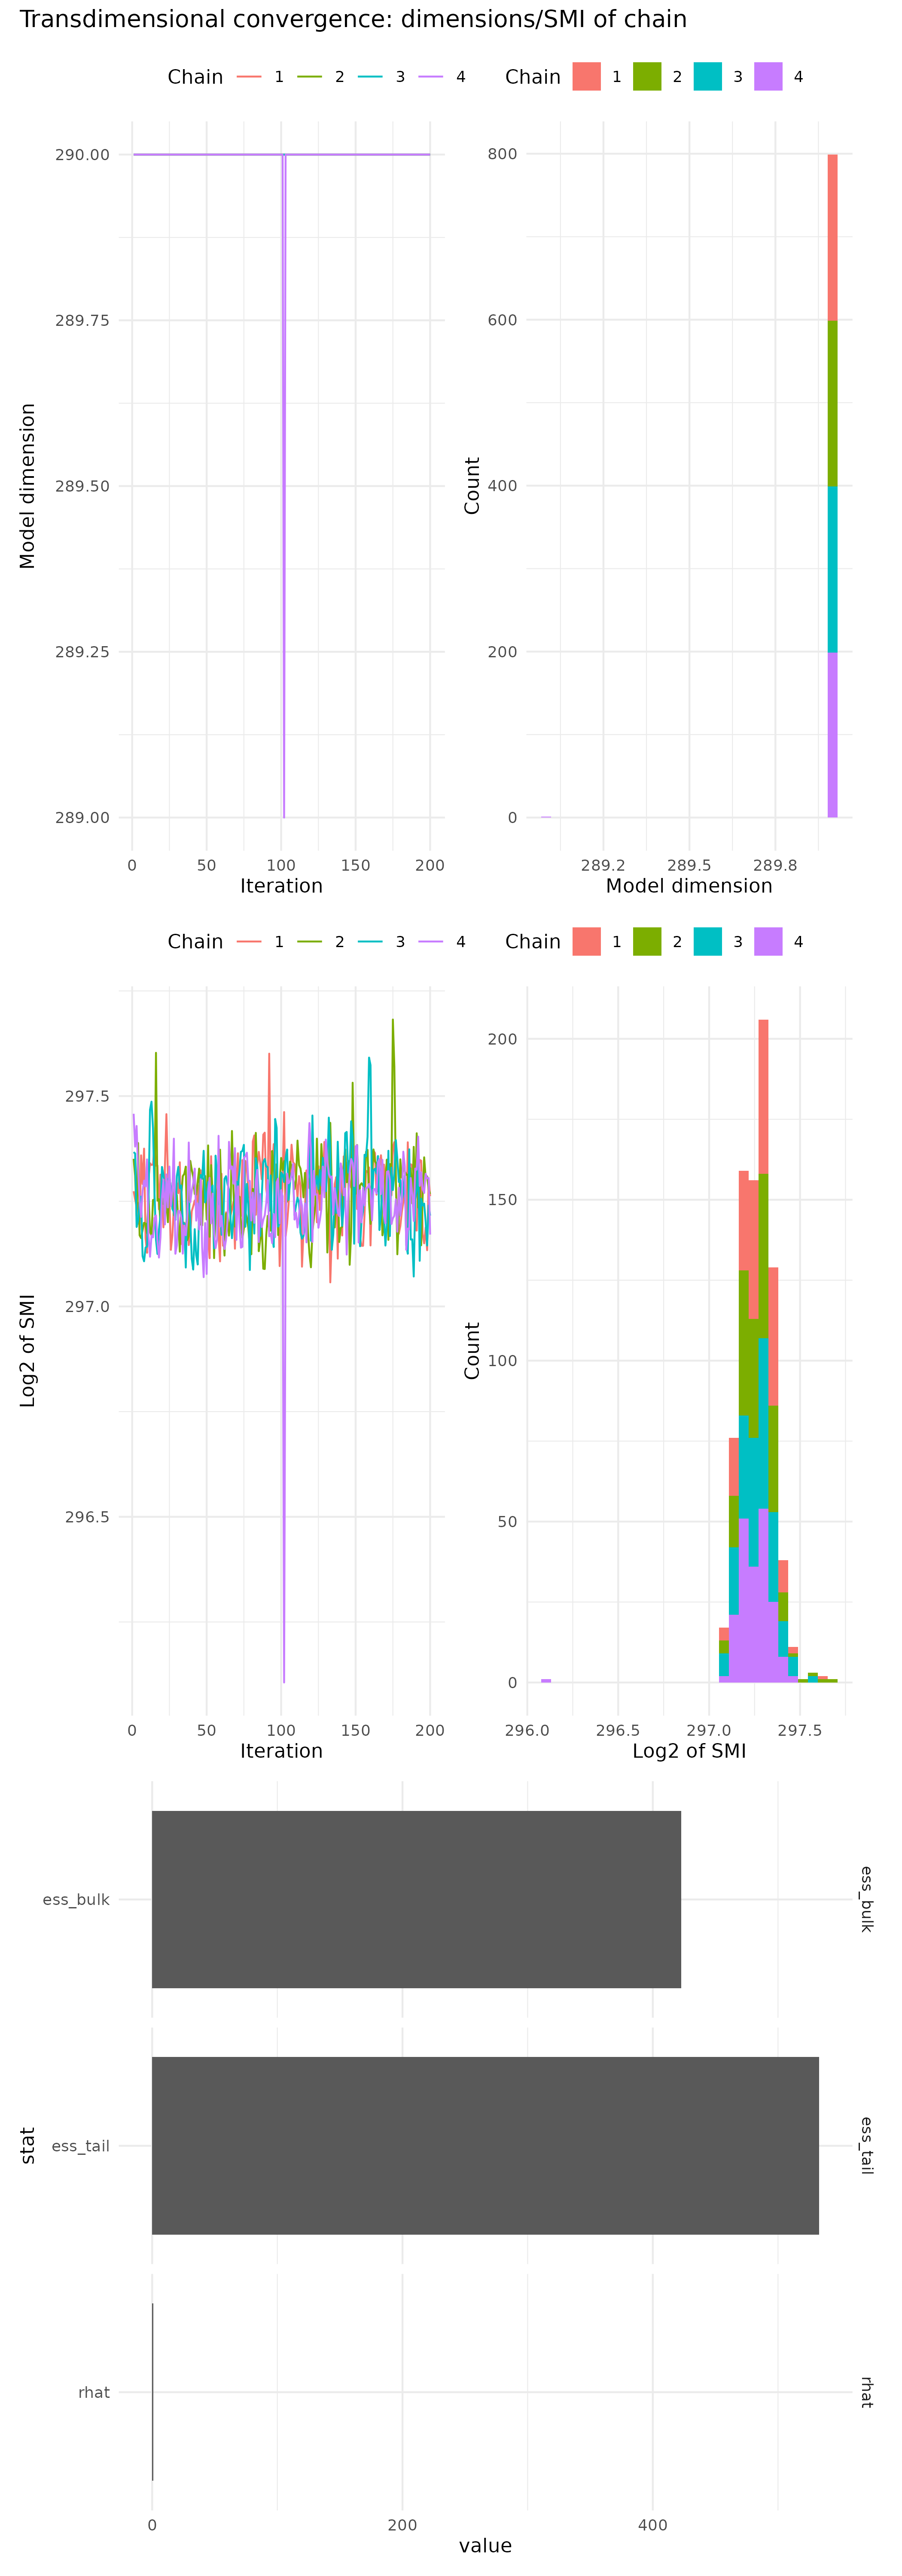 Transdimensional convergence: dimensions/SMI of chain
Chain 1 2 3 4
Chain 1 2 3 4
290.00
289.75
289.50
289.25
289.00
Model dimension
0 50 100 150 200
Iteration
800
600
400
200
0
Count
289.2 289.5 289.8
Model dimension
Chain 1 2 3 4
Chain 1 2 3 4
297.5
297.0
296.5
Log2 of SMI
0 50 100 150 200
Iteration
200
150
100
50
0
Count
296.0 296.5 297.0 297.5
Log2 of SMI
ess_bulk
ess_bulk
stat
ess_tail
ess_tail
rhat
rhat
0 200 400
value